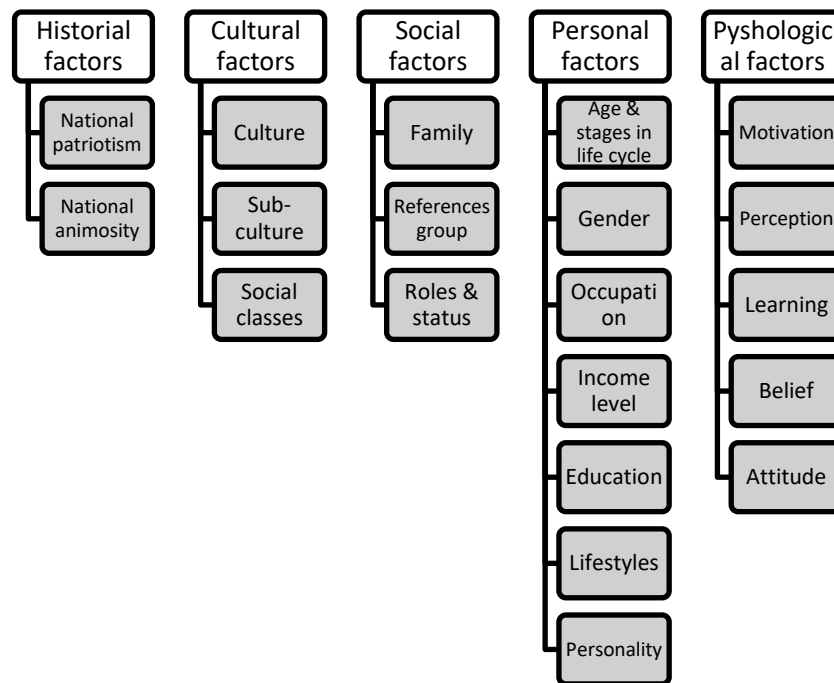 Historial
factors
National
patriotism
National
animosity
Cultural
factors
Culture
Sub-
culture
Social
classes
Social
factors
Family
References
group
Roles &
status
Personal
factors
Age &
stages in
life cycle
Gender
Occupati
on
Income
level
Education
Lifestyles
Personality
Pyshologic
al factors
Motivation
Perception
Learning
Belief
Attitude